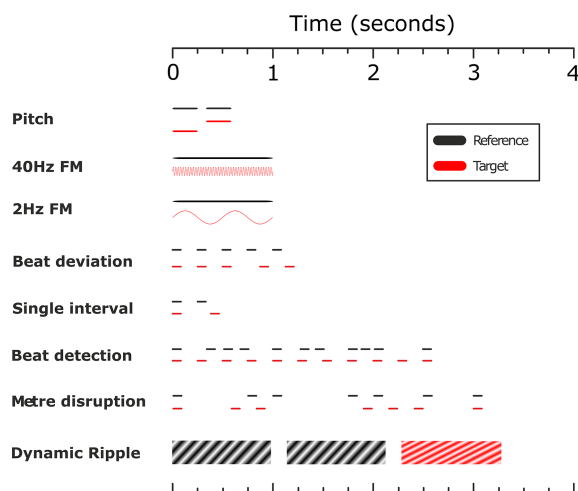 Time (seconds)
0 1 2 3 4
Pitch
Reference
40Hz FM
Target
2Hz FM
Beat deviation
Single interval
Beat detection
Metre disruption
Dynamic Ripple